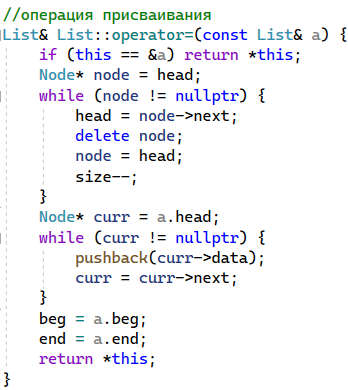 //операция присваивания
List& List::operator=(const List& a) {
    if (this == &a) return *this;
    Node* node = head;
    while (node != nullptr) {
        head = node->next;
        delete node;
        node = head;
        size--;
    }
    Node* curr = a.head;
    while (curr != nullptr) {
        pushback(curr->data);
        curr = curr->next;
    }
    beg = a.beg;
    end = a.end;
    return *this;
}